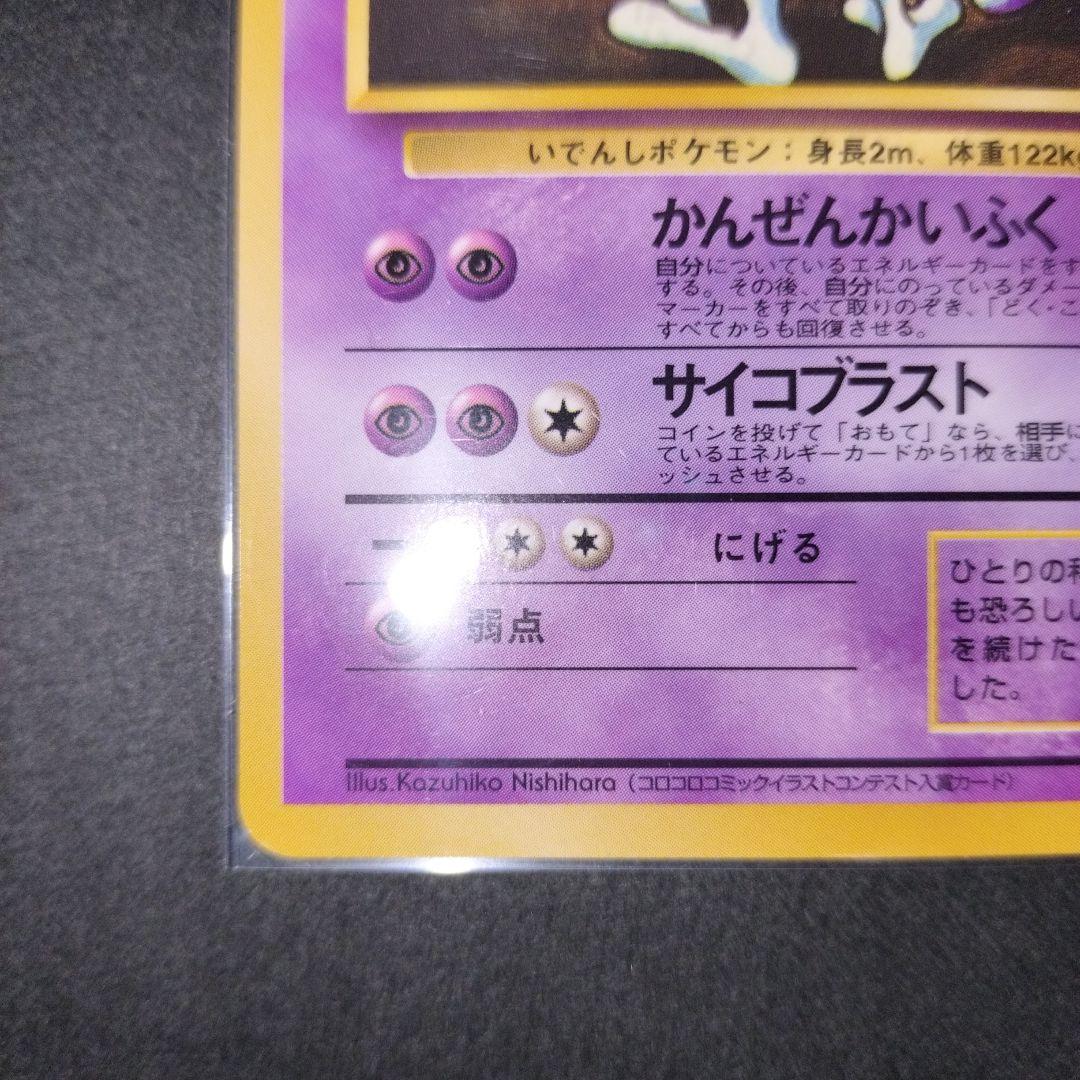 いでんしポケモン：身長2m、体重122kg
かんぜんかいふく
自分についているエネルギーカードをす
する。その後、自分にのっているダメー
マーカーをすべて取りのぞき、「どく・こ
すべてからも回復させる。
サイコブラスト
コインを投げて「おもて」なら、相手に
ているエネルギーカードから1枚を選び、
ッシュさせる。
にげる
弱点
ひとりの科
も恐ろしい
を続けた
した。
Illus.Kazuhiko Nishihara（コロコロコミックイラストコンテスト入賞カード）